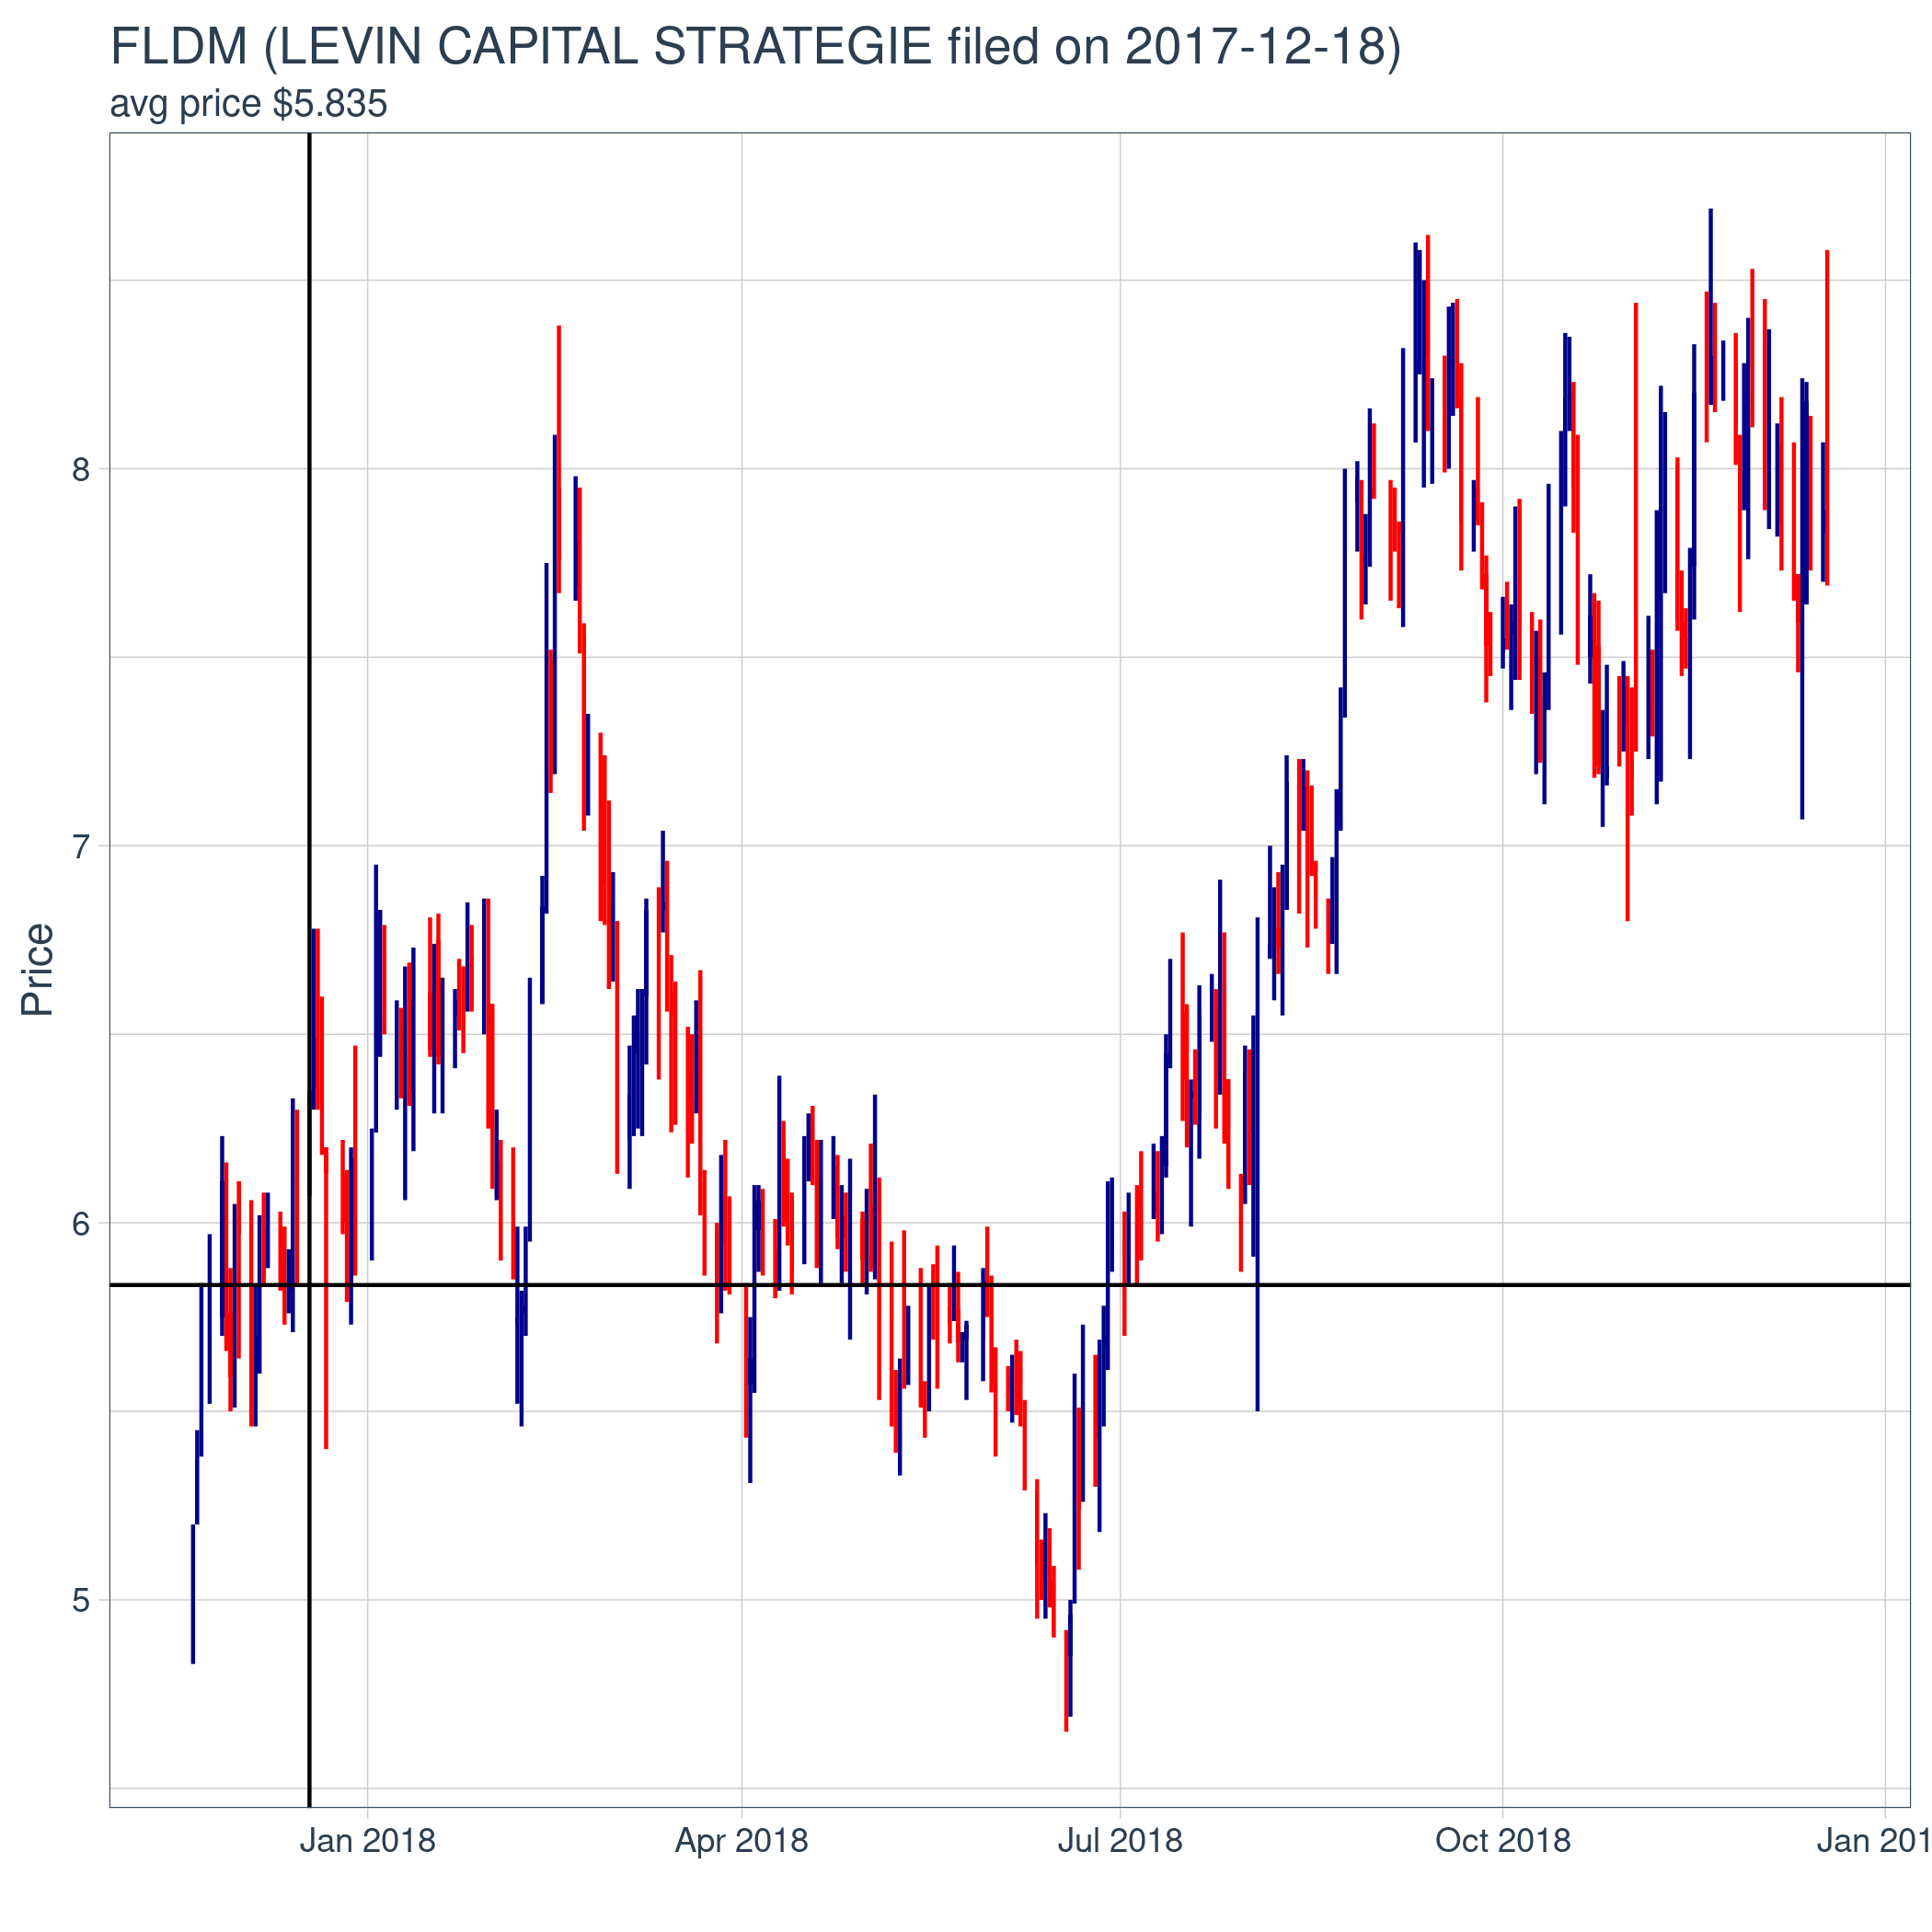 FLDM (LEVIN CAPITAL STRATEGIE filed on 2017-12-18)
avg price $5.835
8
7
6
5
Price
Jan 2018
Apr 2018
Jul 2018
Oct 2018
Jan 201